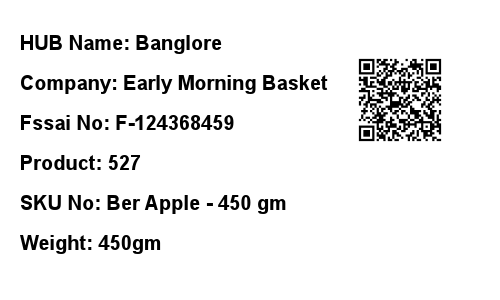 HUB Name: Banglore
Company: Early Morning Basket
Fssai No: F-124368459
Product: 527
SKU No: Ber Apple - 450 gm
Weight: 450gm